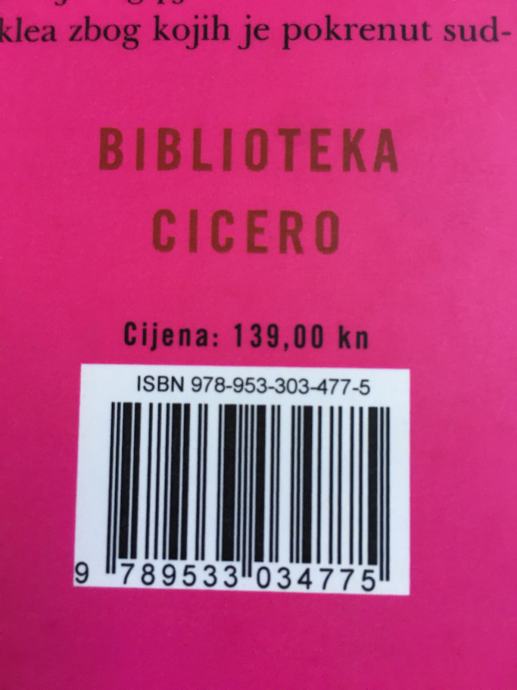 klea zbog kojih je pokrenut sud-
BIBLIOTEKA
CICERO
Cijena: 139,00 kn
ISBN 978-953-303-477-5
9 789533 034775